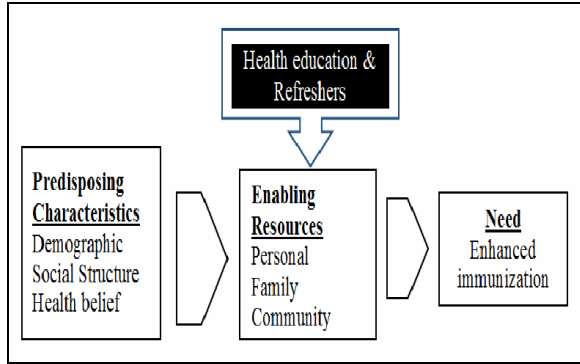 Health education &
Refreshers
Predisposing
Characteristics
Demographic
Social Structure
Health belief
Enabling
Resources
Personal
Family
Community
Need
Enhanced
immunization